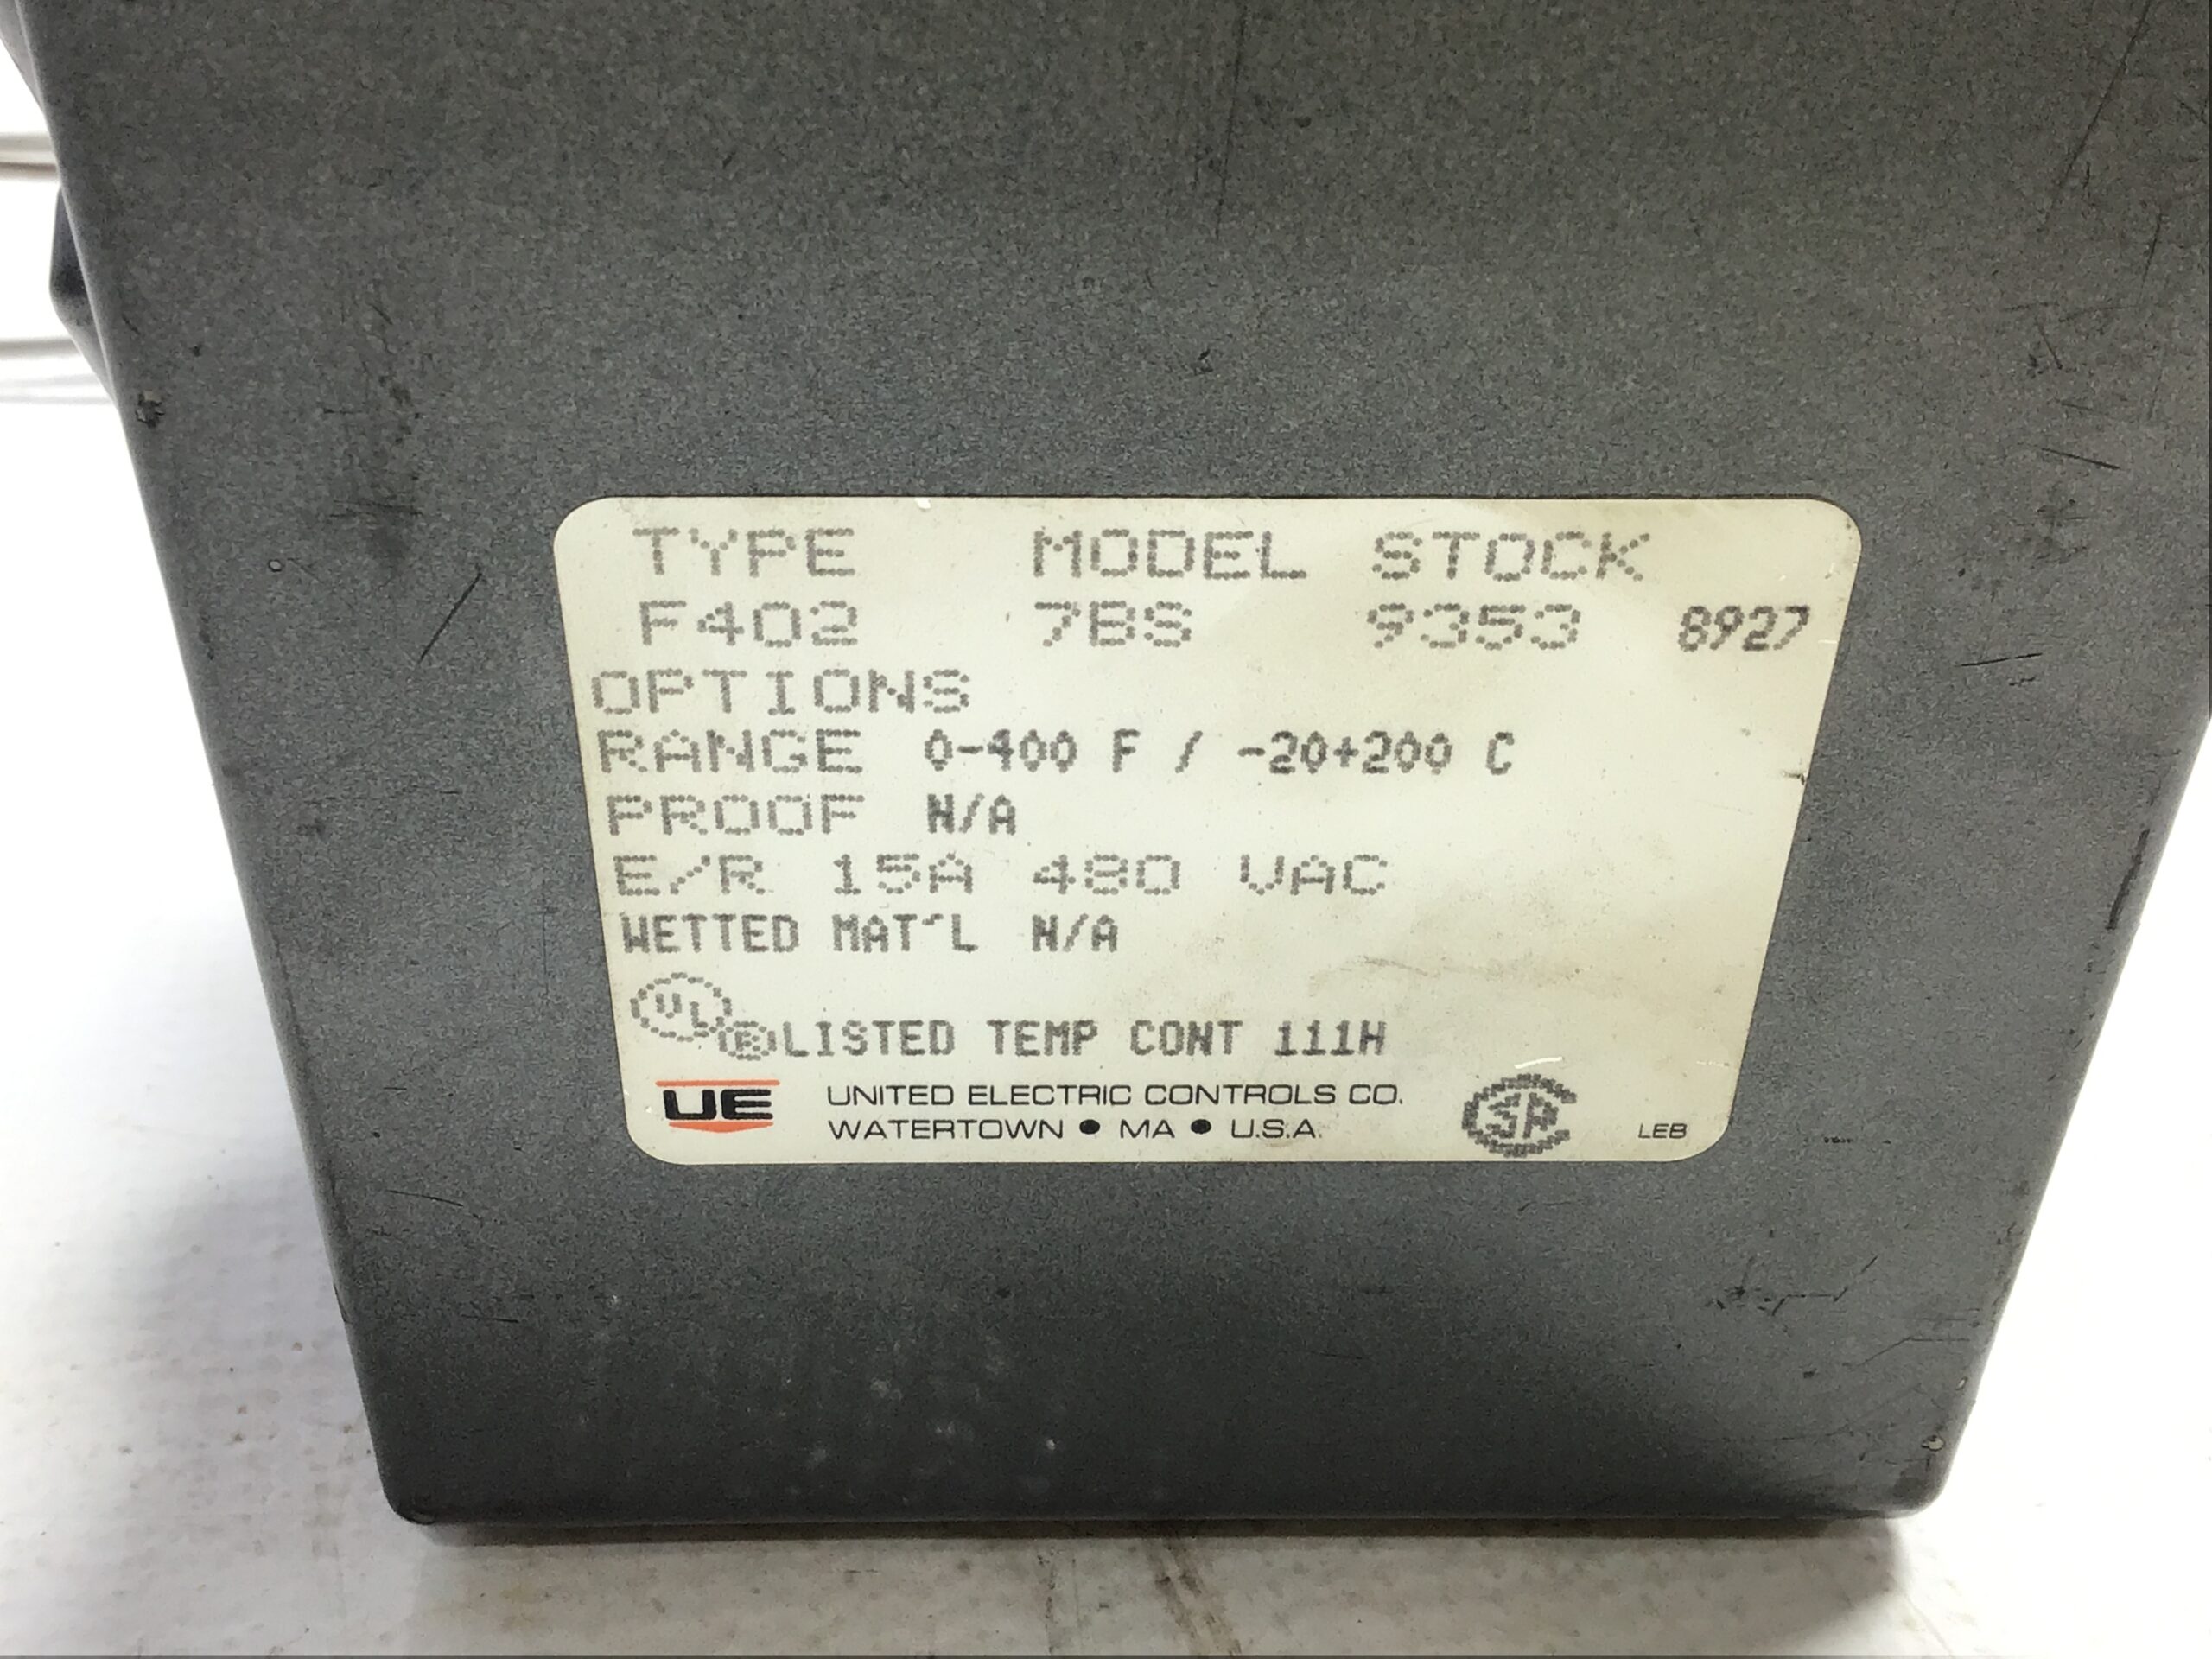 TYPE MODEL STOCK
F402 7BS 9353 8927
OPTIONS
RANGE 0-400 F / -20+200 C
PROOF N/A
E/R 15A 480 VAC
WETTED MAT'L N/A
UL ® LISTED TEMP CONT 111H
UE UNITED ELECTRIC CONTROLS CO.
WATERTOWN • MA • U.S.A. SA LEB